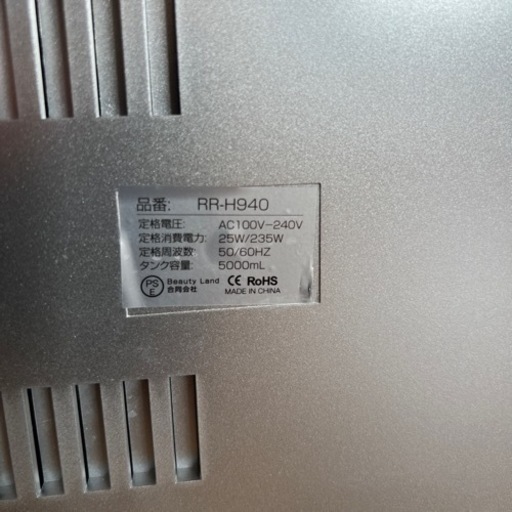 品番: RR-H940
定格電圧: AC100V-240V
定格消費電力: 25W/235W
定格周波数: 50/60HZ
タンク容量: 5000mL
PSE Beauty Land 合同会社 CE RoHS
MADE IN CHINA